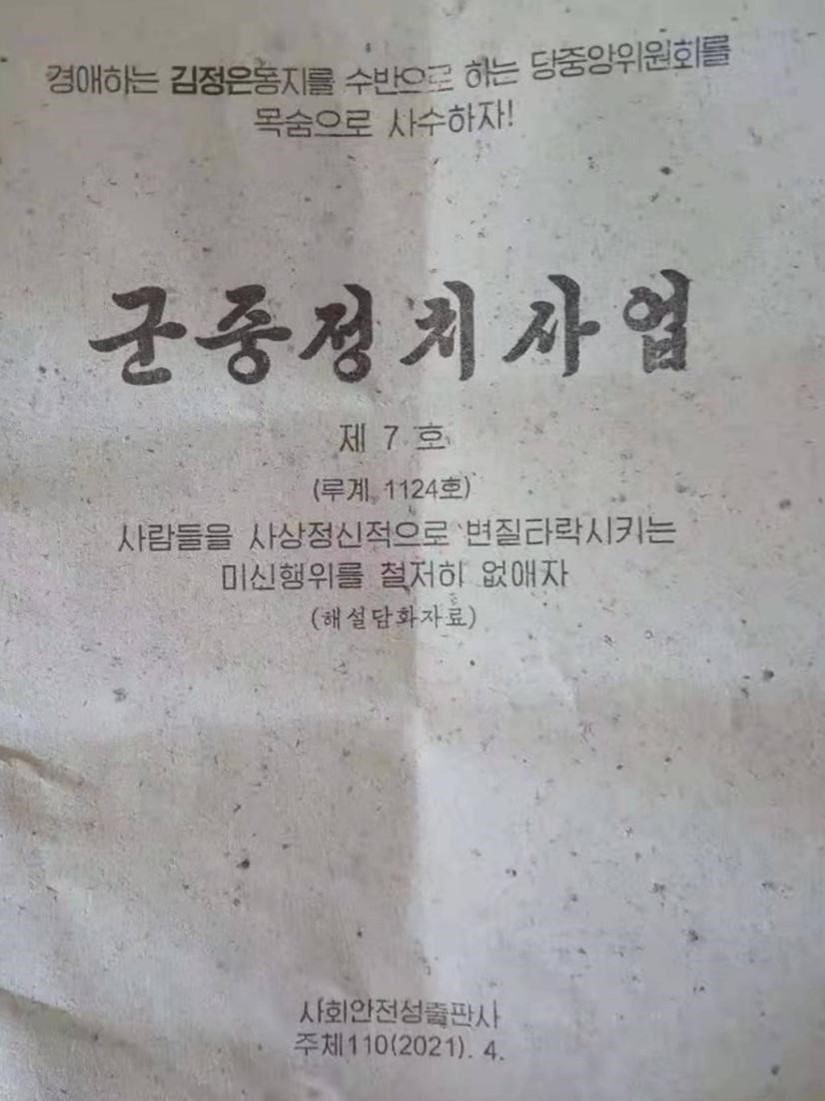 경애하는 김정은동지를 수반으로 하는 당중앙위원회를
목숨으로 사수하자!
군중정치사업
제 7 호
(루계 1124호)
사람들을 사상정신적으로 변질타락시키는
미신행위를 철저히 없애자
(해설담화자료)
사회안전성출판사
주체110(2021). 4.